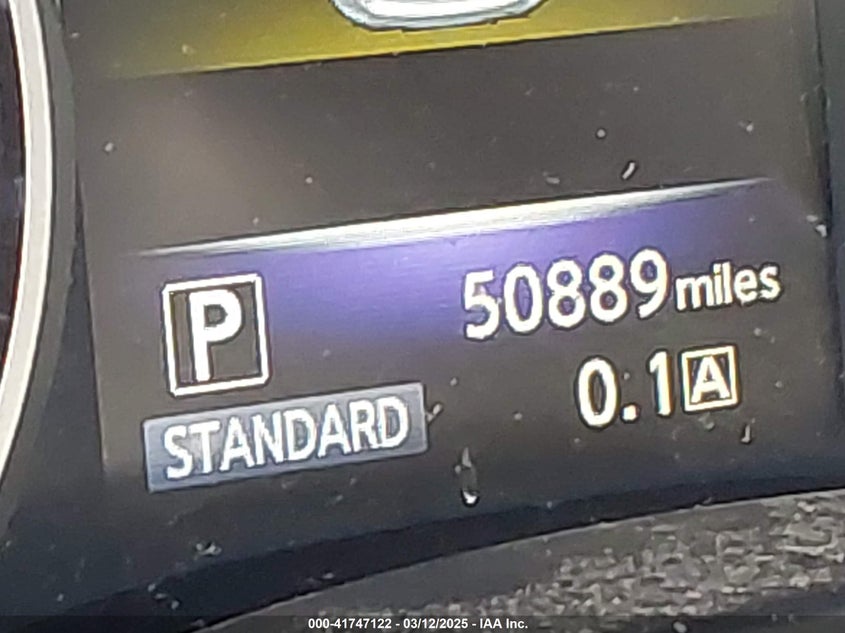 P
50889 miles
STANDARD
0.1 A
000-41747122 - 03/12/2025 - IAA Inc.